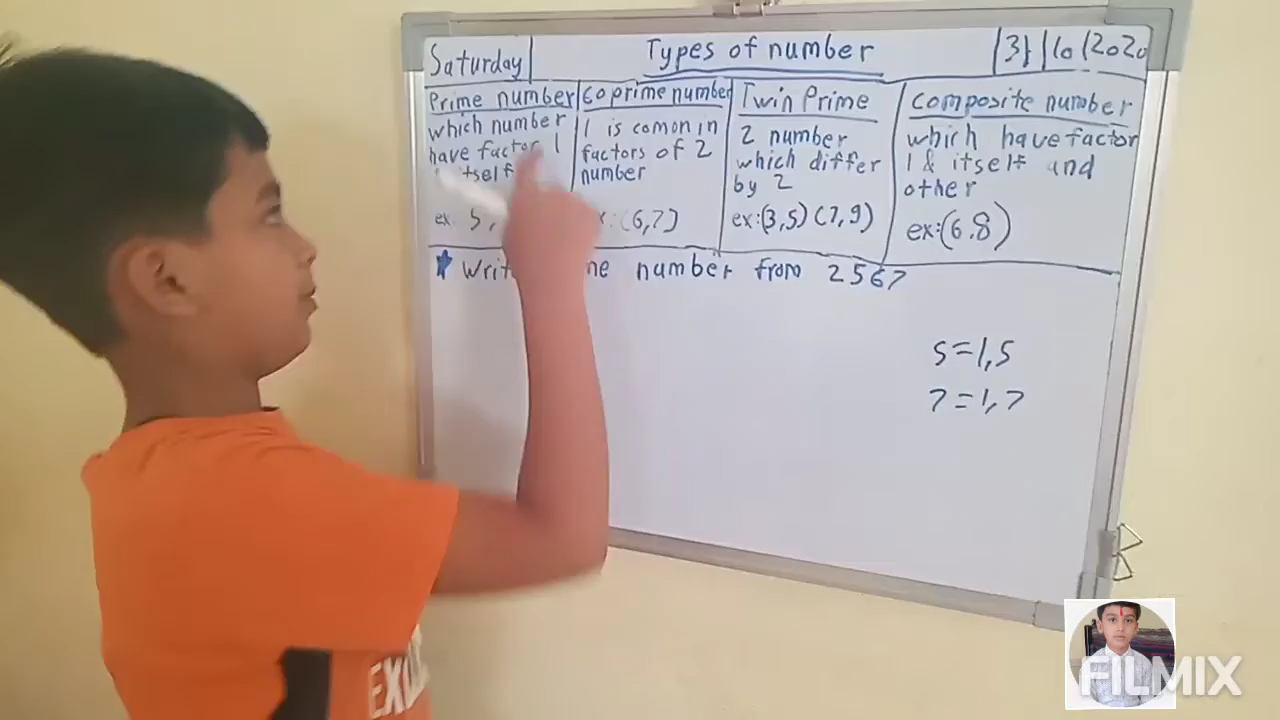 Saturday
Types of number
31/10/2020
Prime number
which number
have factor 1
itself
ex: 5,
Coprime number
1 is comon in
factors of 2
number
(6,7)
Twin Prime
2 number
which differ
by 2
ex:(3,5) (7,9)
composite number
which have factor
1 & itself and
other
ex:(6.8)
★ number from 2567
5=1,5
7=1,7
FILMIX